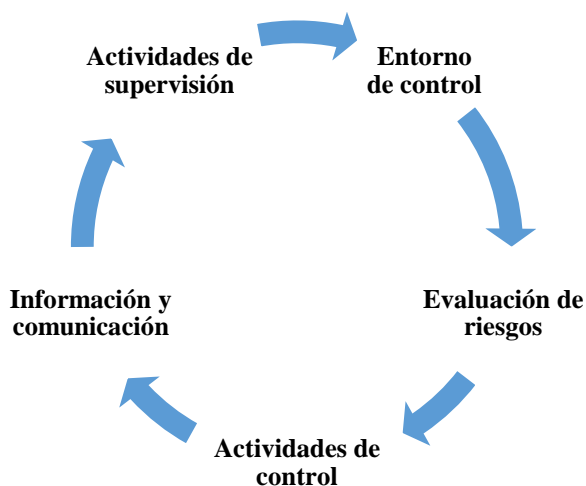 Actividades de
supervisión
Entorno
de control
Evaluación de
riesgos
Actividades de
control
Información y
comunicación